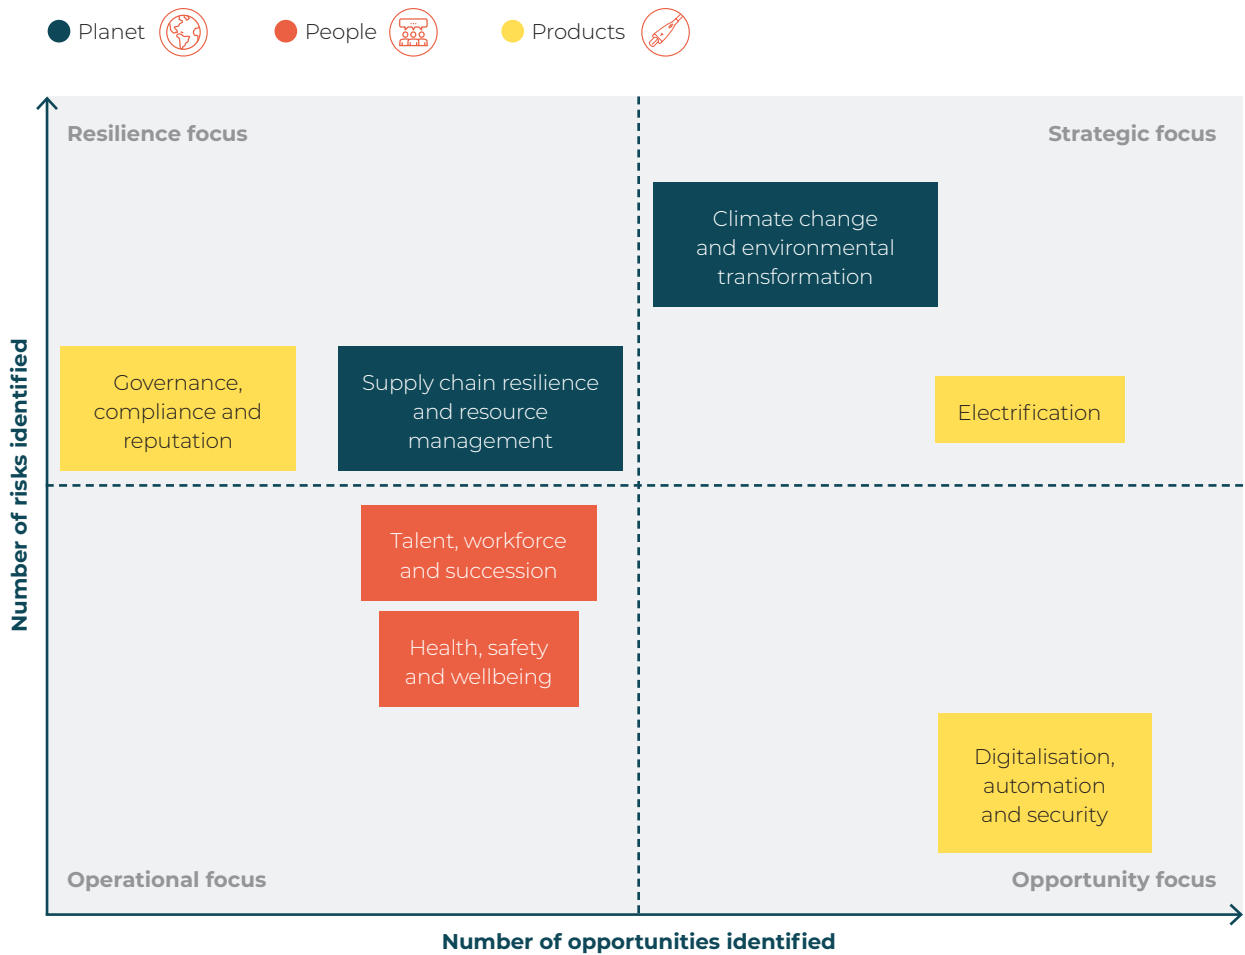 Planet
People
Products
Resilience focus
Strategic focus
Climate change
and environmental
transformation
Governance,
compliance and
reputation
Supply chain resilience
and resource
management
Electrification
Number of risks identified
Talent, workforce
and succession
Health, safety
and wellbeing
Digitalisation,
automation
and security
Operational focus
Opportunity focus
Number of opportunities identified